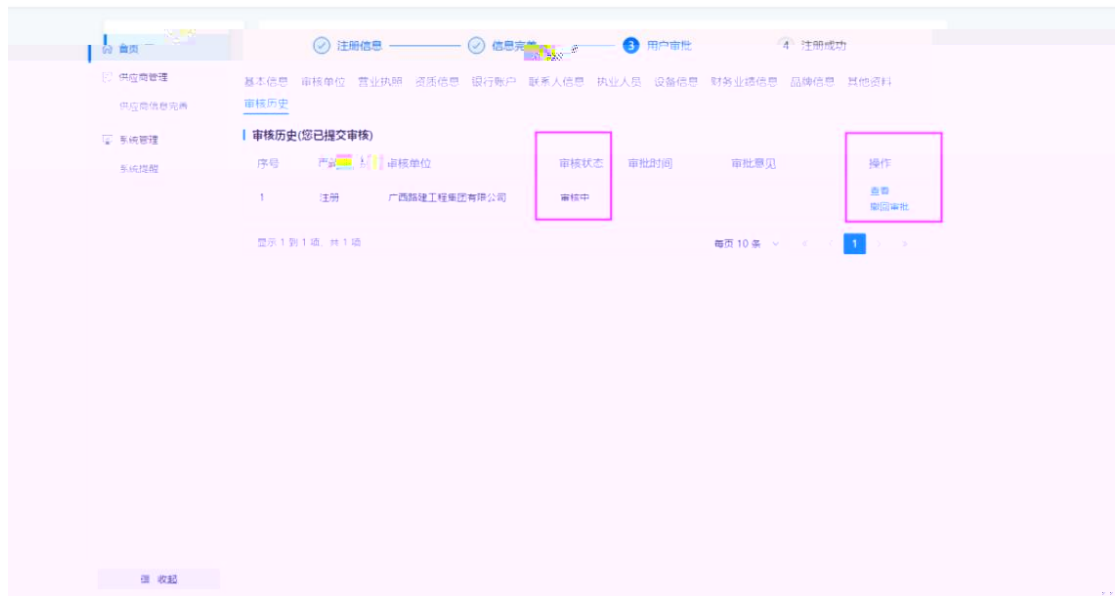 首页
注册信息
信息完善
3 用户审批
4 注册成功
供应商管理
供应商信息完善
系统管理
系统提醒
基本信息 审核单位 营业执照 资质信息 银行账户 联系人信息 执业人员 设备信息 财务业绩信息 品牌信息 其他资料
审核历史
审核历史(您已提交审核)
序号 审核单位 审核状态 审批时间 审批意见 操作
1 注册 广西路建工程集团有限公司 审核中 查看
撤回审批
显示 1 到 1 项, 共 1 项
每页 10 条 1
收起